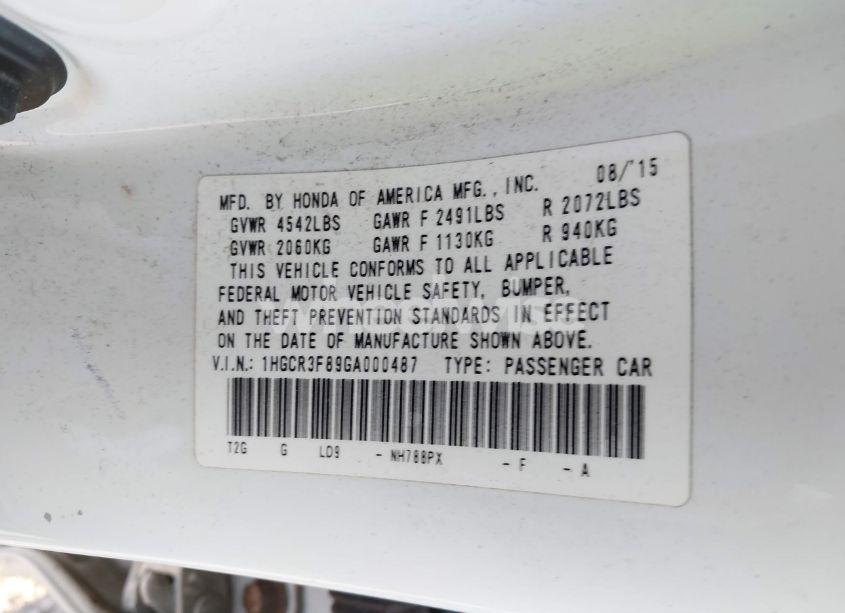 MFD. BY HONDA OF AMERICA MFG., INC. 08/'15
GVWR 4542LBS GAWR F 2491LBS R 2072LBS
GVWR 2060KG GAWR F 1130KG R 940KG
THIS VEHICLE CONFORMS TO ALL APPLICABLE
FEDERAL MOTOR VEHICLE SAFETY, BUMPER,
AND THEFT PREVENTION STANDARDS IN EFFECT
ON THE DATE OF MANUFACTURE SHOWN ABOVE.
V.I.N.: 1HGCR3F89GA000487 TYPE: PASSENGER CAR
T2G G LD9 - NH788PX - F - A